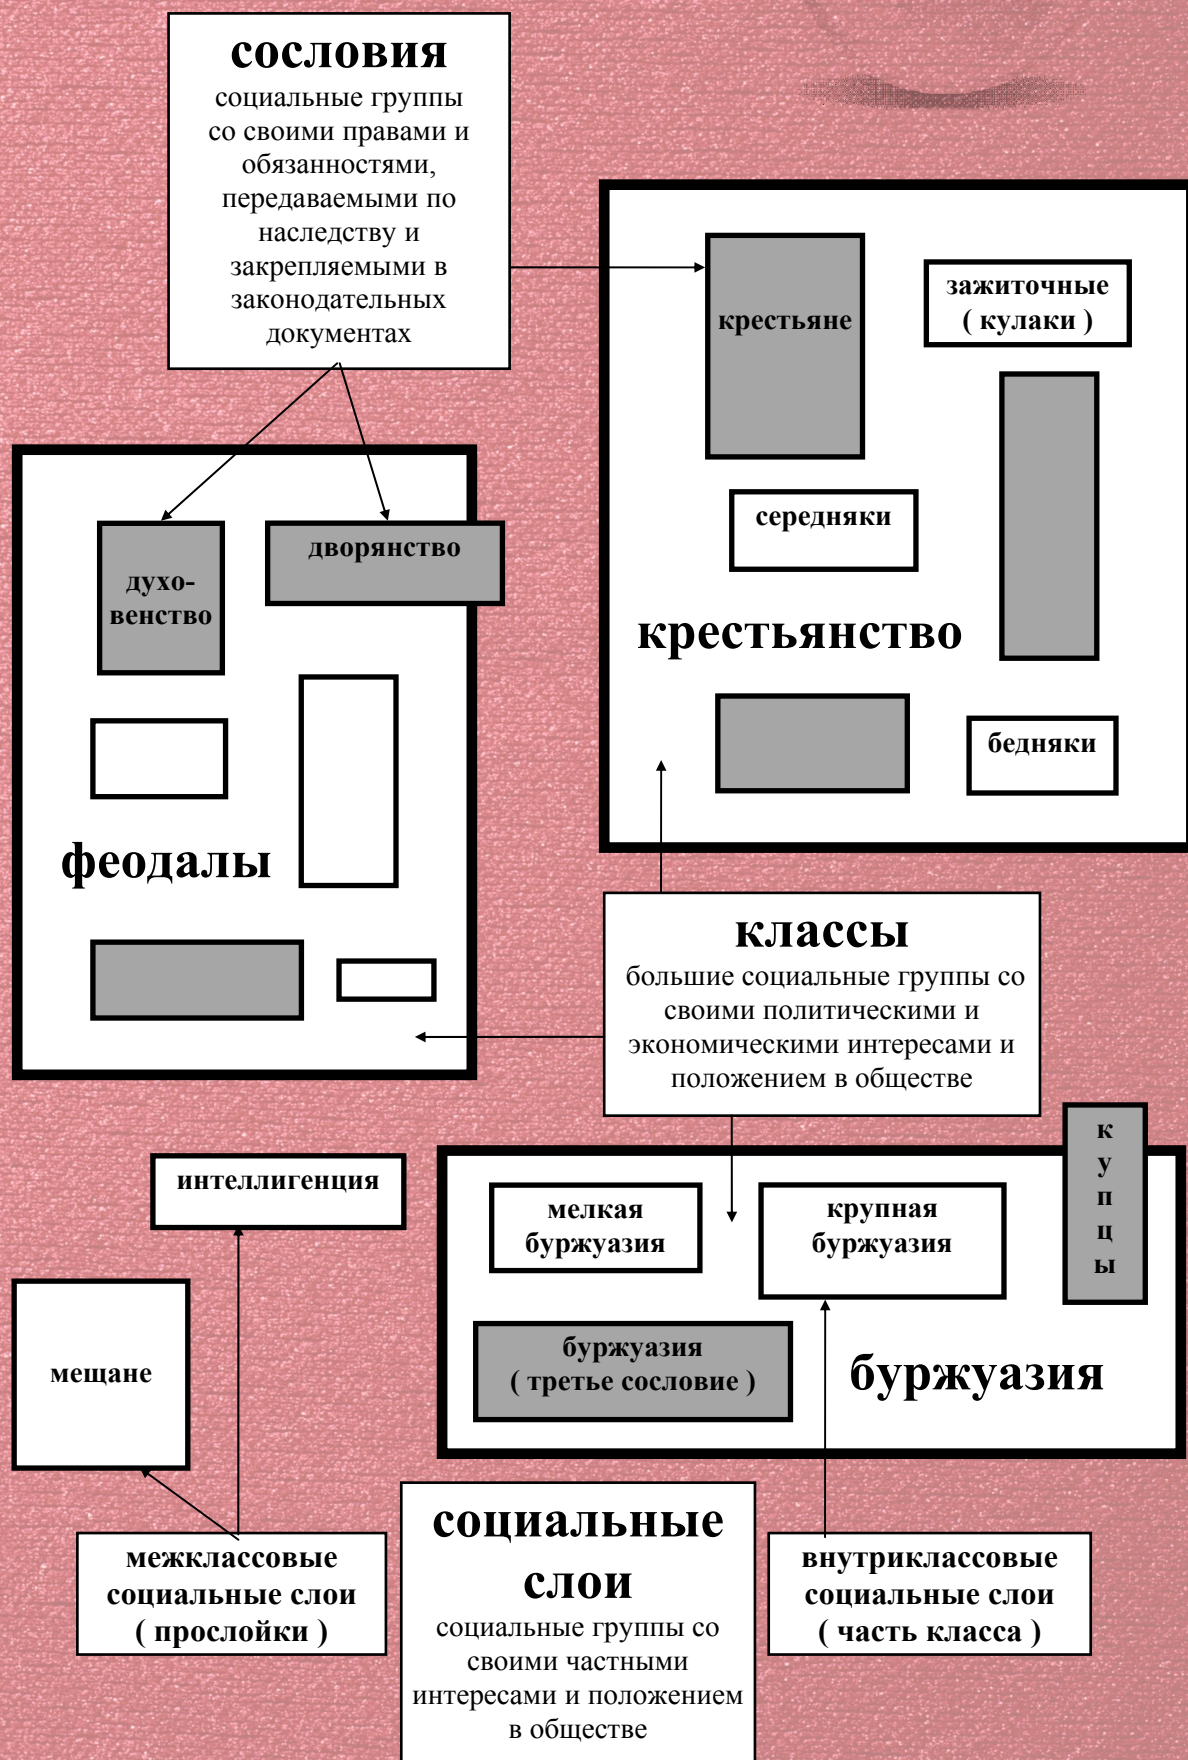 сословия
социальные группы
со своими правами и
обязанностями,
передаваемыми по
наследству и
закрепляемыми в
законодательных
документах
крестьяне
зажиточные
( кулаки )
середняки
крестьянство
бедняки
духо-
венство
дворянство
феодалы
классы
большие социальные группы со
своими политическими и
экономическими интересами и
положением в обществе
интеллигенция
мещане
мелкая
буржуазия
крупная
буржуазия
к
у
п
ц
ы
буржуазия
( третье сословие )
буржуазия
межклассовые
социальные слои
( прослойки )
социальные
слои
социальные группы со
своими частными
интересами и положением
в обществе
внутриклассовые
социальные слои
( часть класса )